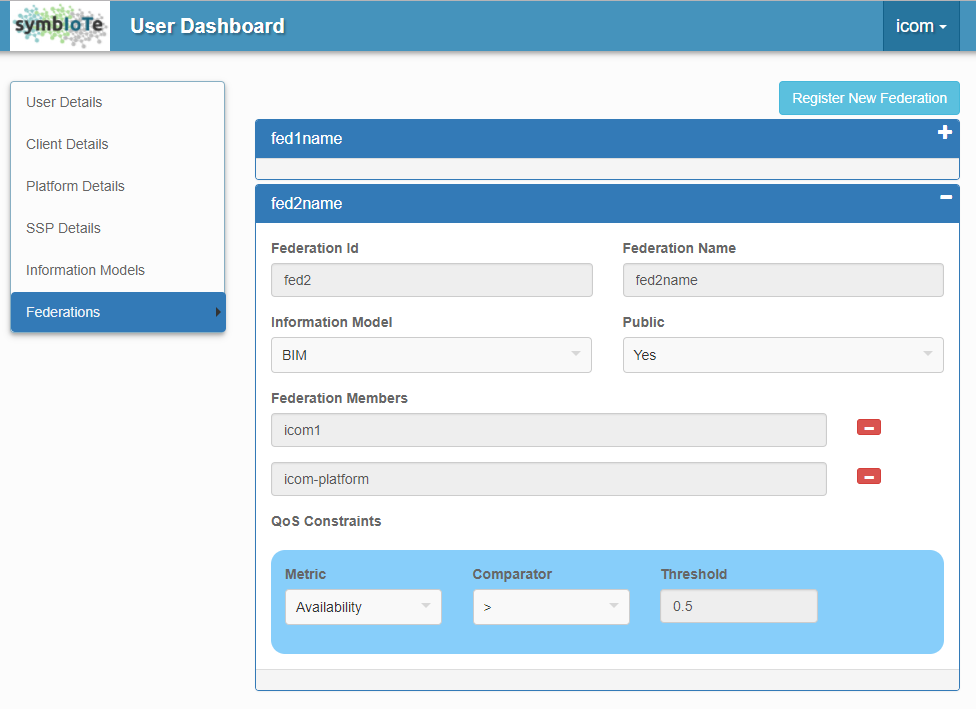 symbIoTe User Dashboard icom
User Details
Client Details
Platform Details
SSP Details
Information Models
Federations
Register New Federation
fed1name
fed2name
Federation Id Federation Name
fed2 fed2name
Information Model Public
BIM Yes
Federation Members
icom1
icom-platform
QoS Constraints
Metric Comparator Threshold
Availability > 0.5